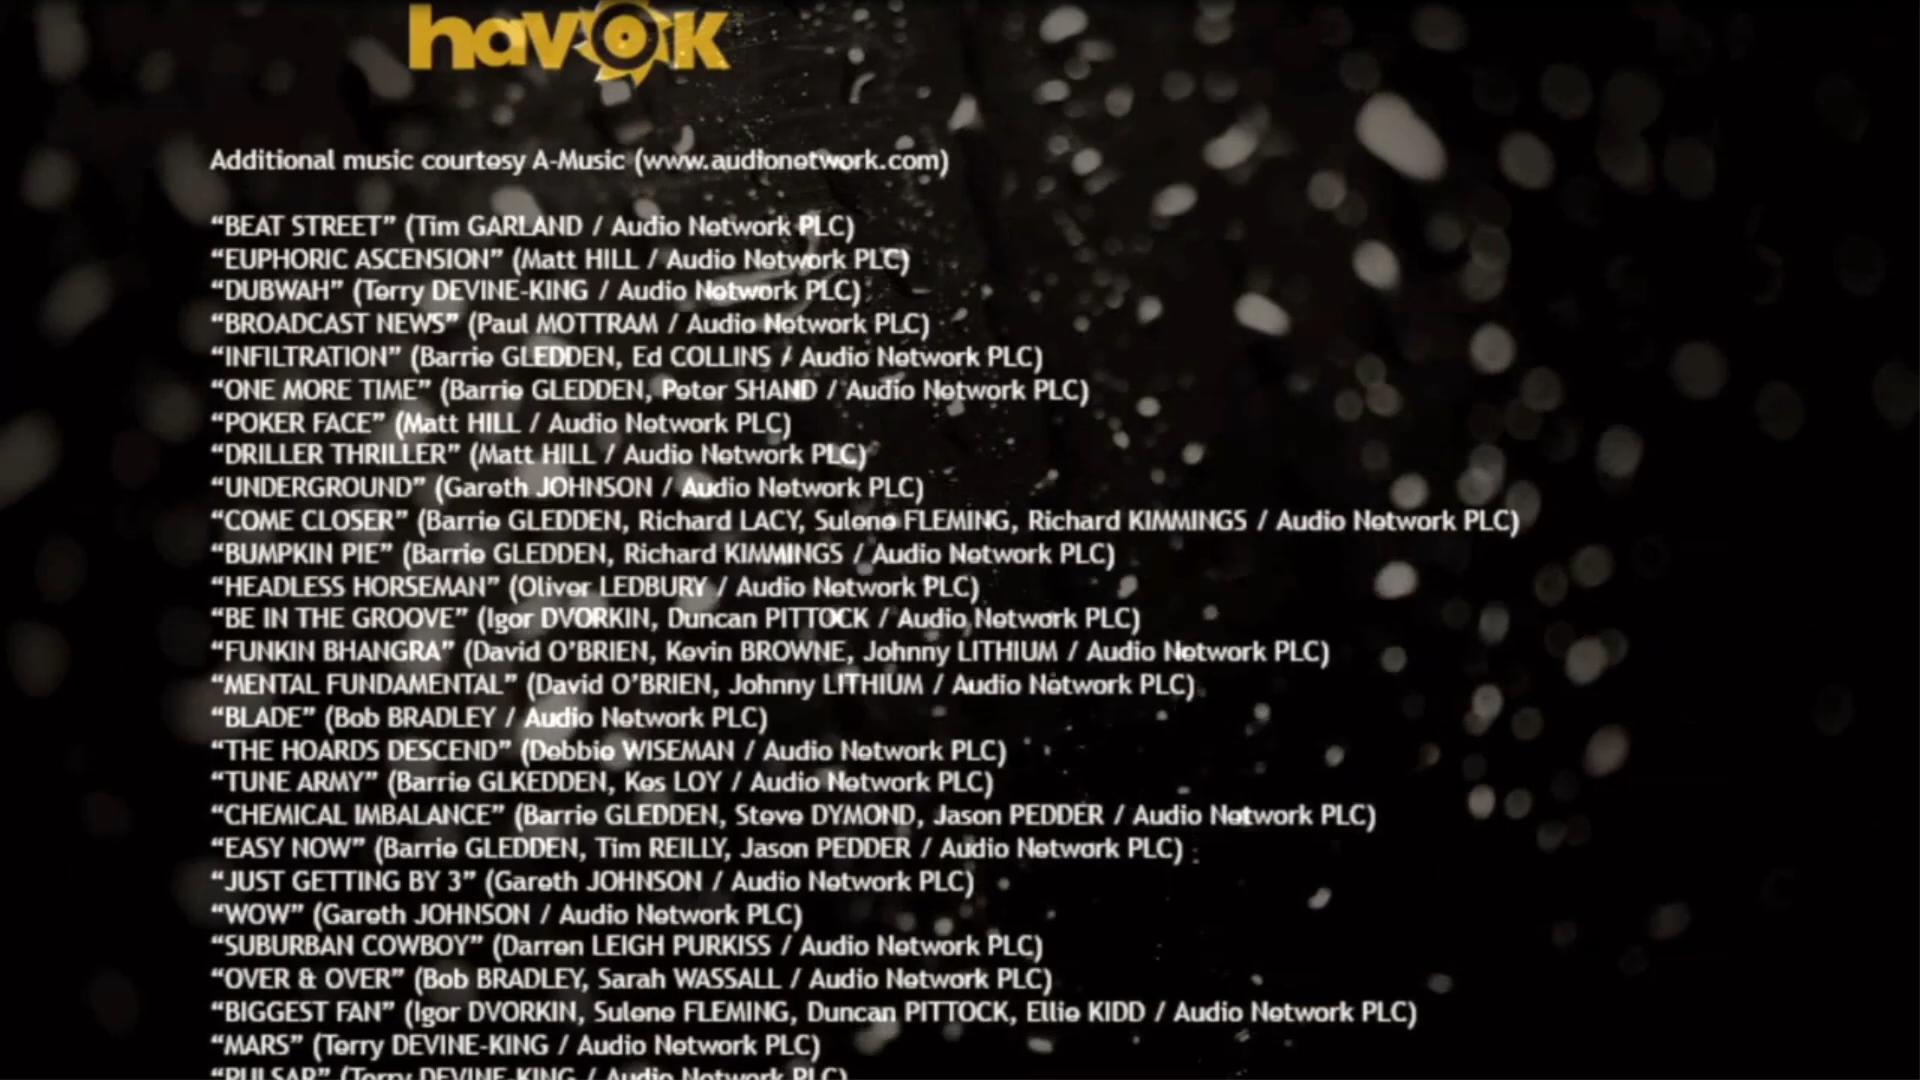 havok
Additional music courtesy A-Music (www.audionetwork.com)
“BEAT STREET” (Tim GARLAND / Audio Network PLC)
“EUPHORIC ASCENSION” (Matt HILL / Audio Network PLC)
“DUBWAH” (Terry DEVINE-KING / Audio Network PLC)
“BROADCAST NEWS” (Paul MOTTRAM / Audio Network PLC)
“INFILTRATION” (Barrie GLEDDEN, Ed COLLINS / Audio Network PLC)
“ONE MORE TIME” (Barrie GLEDDEN, Peter SHAND / Audio Network PLC)
“POKER FACE” (Matt HILL / Audio Network PLC)
“DRILLER THRILLER” (Matt HILL / Audio Network PLC)
“UNDERGROUND” (Gareth JOHNSON / Audio Network PLC)
“COME CLOSER” (Barrie GLEDDEN, Richard LACY, Sulene FLEMING, Richard KIMMINGS / Audio Network PLC)
“BUMPKIN PIE” (Barrie GLEDDEN, Richard KIMMINGS / Audio Network PLC)
“HEADLESS HORSEMAN” (Oliver LEDBURY / Audio Network PLC)
“BE IN THE GROOVE” (Igor DVORKIN, Duncan PITTOCK / Audio Network PLC)
“FUNKIN BHANGRA” (David O’BRIEN, Kevin BROWNE, Johnny LITHIUM / Audio Network PLC)
“MENTAL FUNDAMENTAL” (David O’BRIEN, Johnny LITHIUM / Audio Network PLC)
“BLADE” (Bob BRADLEY / Audio Network PLC)
“THE HOARDS DESCEND” (Debbie WISEMAN / Audio Network PLC)
“TUNE ARMY” (Barrie GLKEDDEN, Kes LOY / Audio Network PLC)
“CHEMICAL IMBALANCE” (Barrie GLEDDEN, Steve DYMOND, Jason PEDDER / Audio Network PLC)
“EASY NOW” (Barrie GLEDDEN, Tim REILLY, Jason PEDDER / Audio Network PLC)
“JUST GETTING BY 3” (Gareth JOHNSON / Audio Network PLC)
“WOW” (Gareth JOHNSON / Audio Network PLC)
“SUBURBAN COWBOY” (Darren LEIGH PURKISS / Audio Network PLC)
“OVER & OVER” (Bob BRADLEY, Sarah WASSALL / Audio Network PLC)
“BIGGEST FAN” (Igor DVORKIN, Sulene FLEMING, Duncan PITTOCK, Ellie KIDD / Audio Network PLC)
“MARS” (Terry DEVINE-KING / Audio Network PLC)
“PULSAR” (Terry DEVINE-KING / Audio Network PLC)